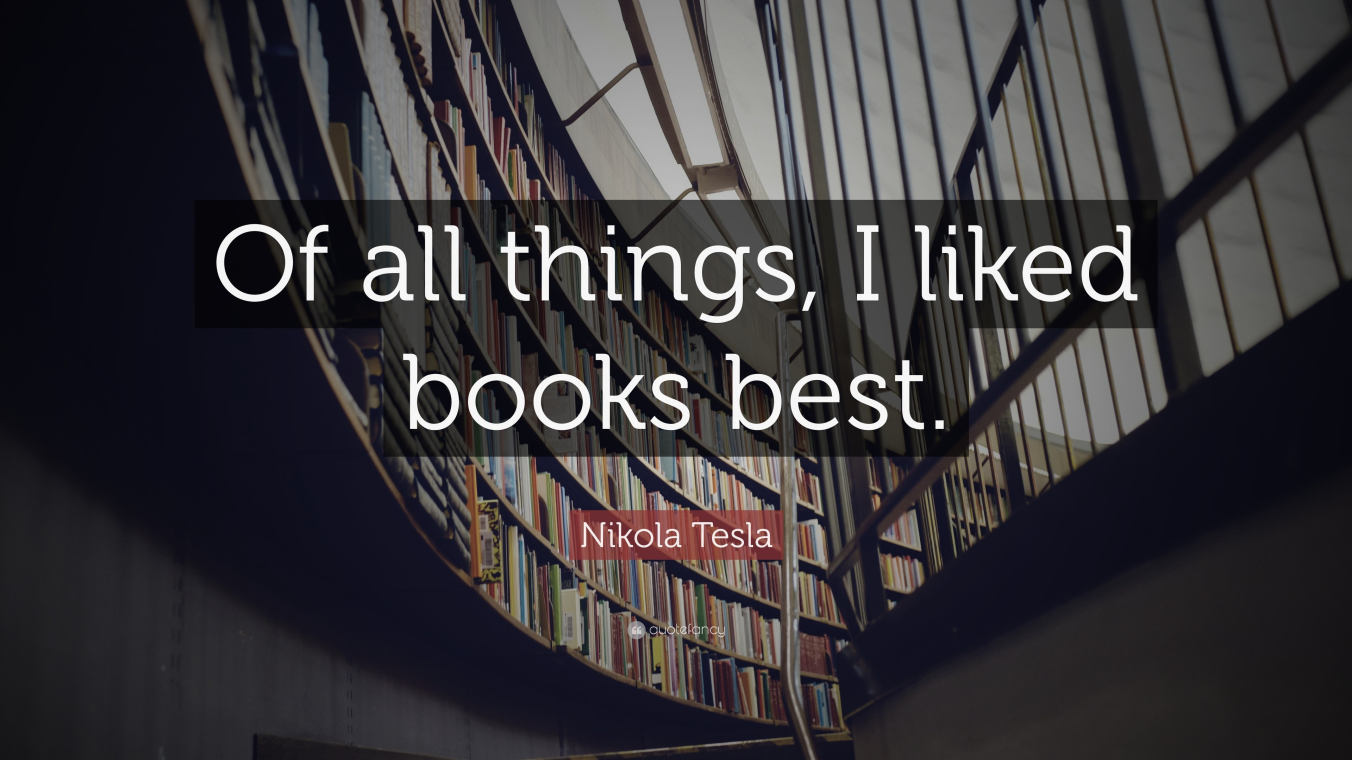 Of all things, I liked
books best.
Nikola Tesla
quotefancy